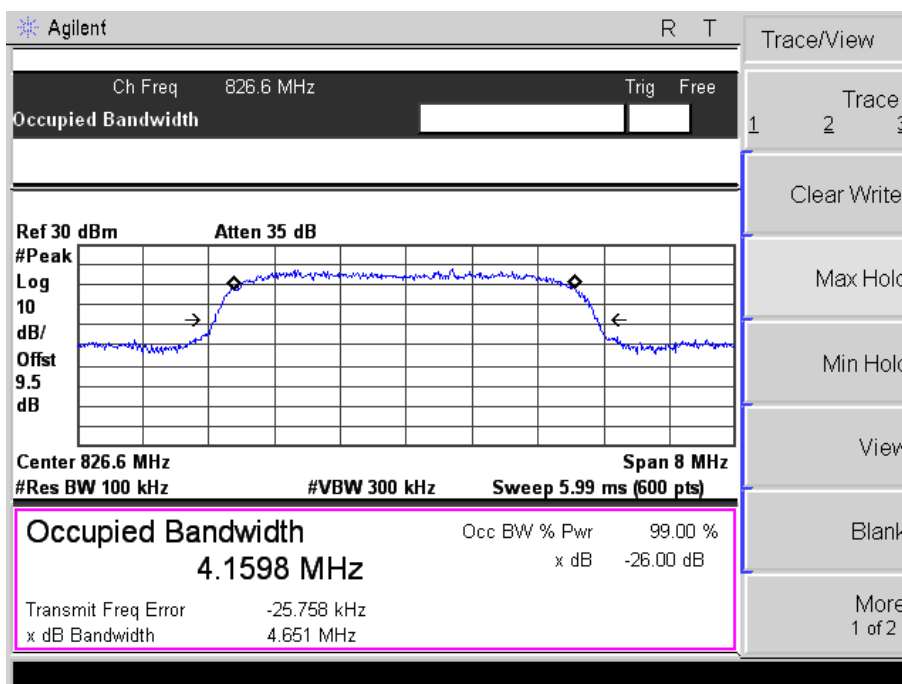 Agilent R T
Ch Freq 826.6 MHz Trig Free
Occupied Bandwidth
Ref 30 dBm Atten 35 dB
#Peak
Log
10
dB/
Offst
9.5
dB
Center 826.6 MHz Span 8 MHz
#Res BW 100 kHz #VBW 300 kHz Sweep 5.99 ms (600 pts)
Occupied Bandwidth Occ BW % Pwr 99.00 %
4.1598 MHz x dB -26.00 dB
Transmit Freq Error -25.758 kHz
x dB Bandwidth 4.651 MHz
Trace/View
Trace
1 2 3
Clear Write
Max Hold
Min Hold
View
Blank
More
1 of 2